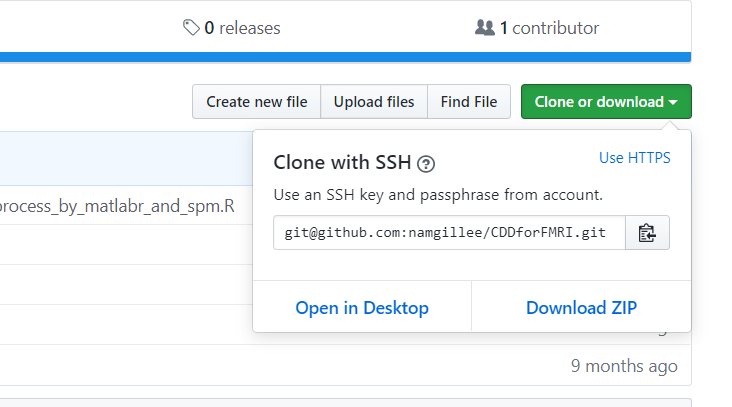 0 releases
1 contributor
Create new file
Upload files
Find File
Clone or download
Clone with SSH
Use HTTPS
Use an SSH key and passphrase from account.
rocess_by_matlabr_and_spm.R
git@github.com:namgillee/CDDforFMRI.git
Open in Desktop
Download ZIP
9 months ago